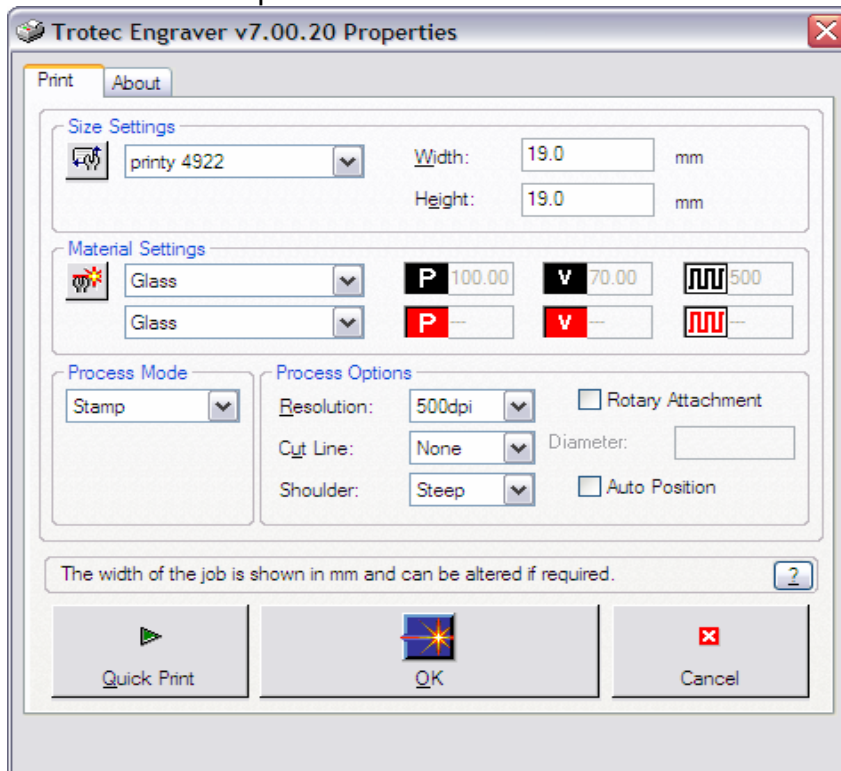 Trotec Engraver v7.00.20 Properties
Print About
Size Settings
printy 4922 Width: 19.0 mm
Height: 19.0 mm
Material Settings
Glass P 100.00 V 70.00 500
Glass P --- V --- ---
Process Mode Process Options
Stamp Resolution: 500dpi Rotary Attachment
Cut Line: None Diameter:
Shoulder: Steep Auto Position
The width of the job is shown in mm and can be altered if required. ?
Quick Print OK Cancel